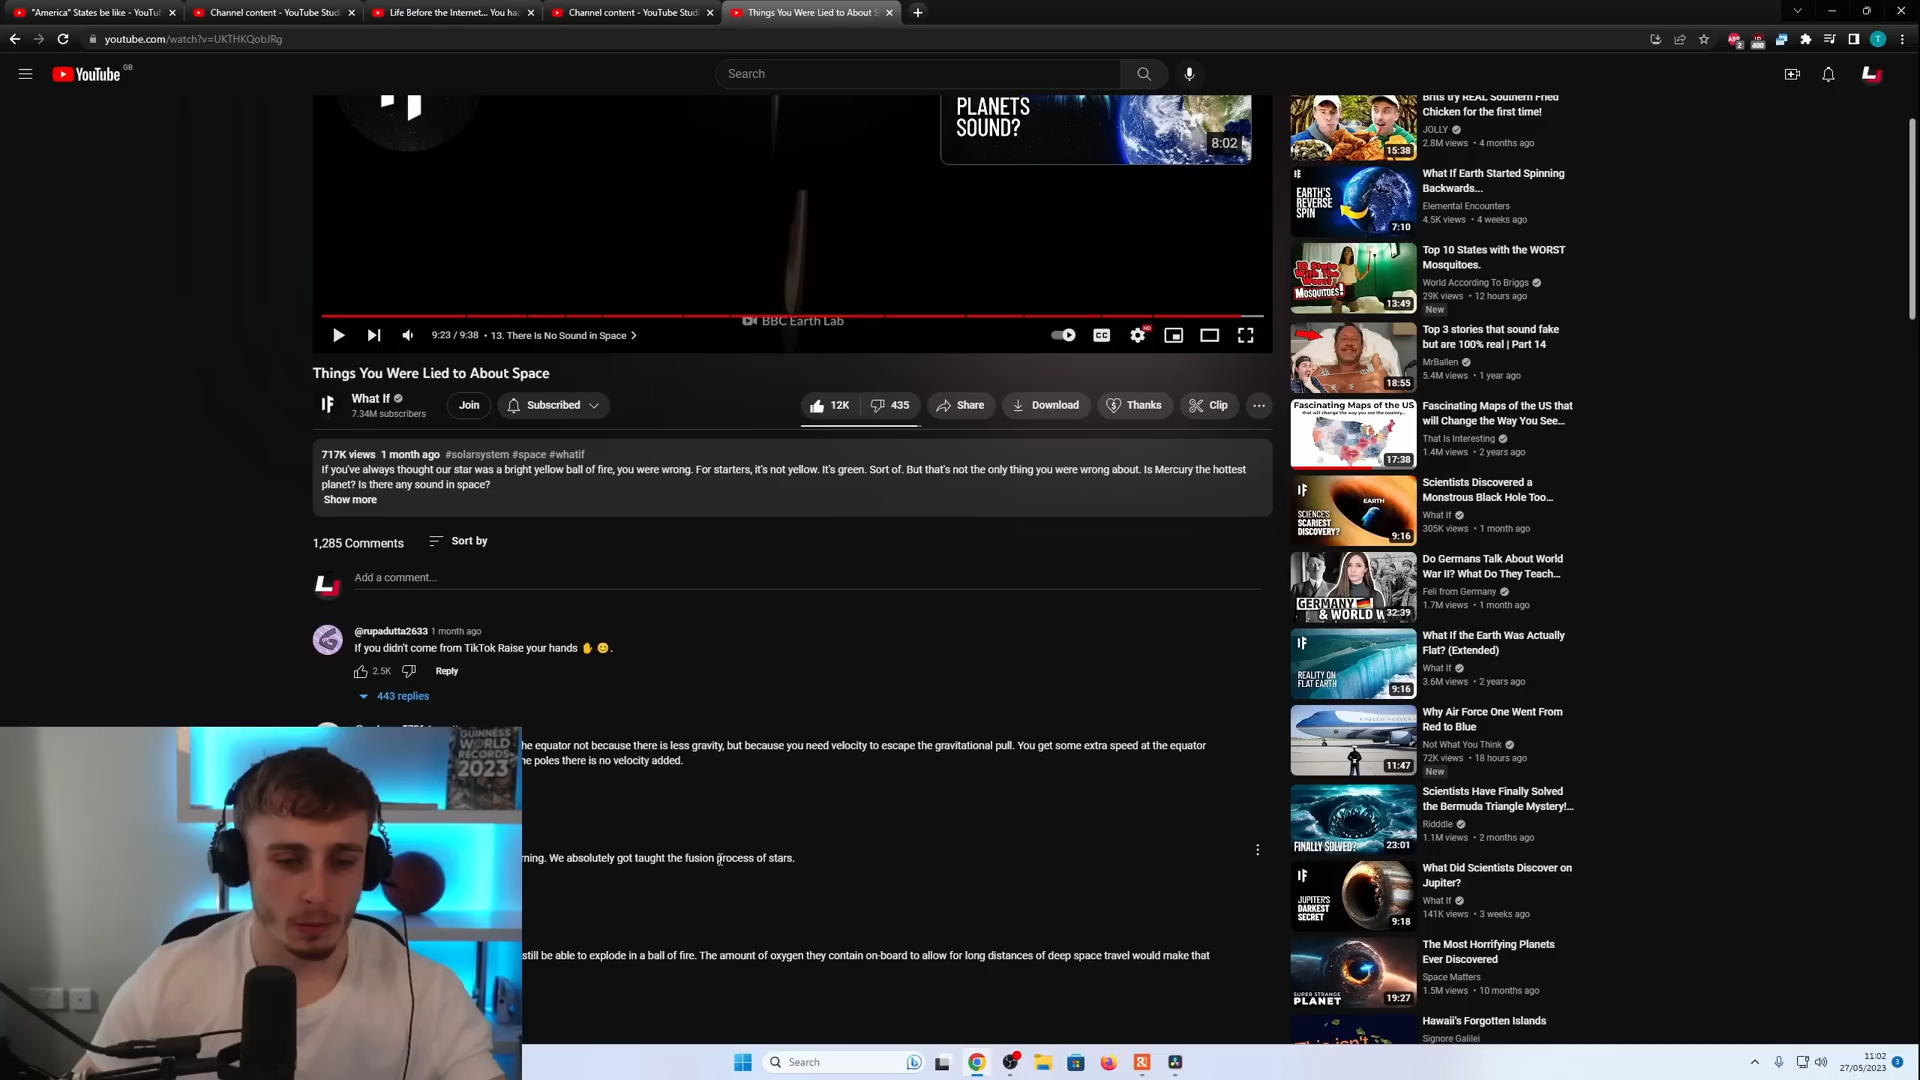 "America" States be like - YouTu
Channel content - YouTube Studi
Life Before the Internet... You ha
Channel content - YouTube Studi
Things You Were Lied to About S
youtube.com/watch?v=UKTHKQobJRg
2
400
T
YouTube GB
Search
PLANETS
SOUND?
8:02
BBC Earth Lab
9:23 / 9:38 • 13. There Is No Sound in Space
CC
HD
Things You Were Lied to About Space
What If
7.34M subscribers
Join
Subscribed
12K
435
Share
Download
Thanks
Clip
717K views 1 month ago #solarsystem #space #whatif
If you've always thought our star was a bright yellow ball of fire, you were wrong. For starters, it's not yellow. It's green. Sort of. But that's not the only thing you were wrong about. Is Mercury the hottest
planet? Is there any sound in space?
Show more
1,285 Comments
Sort by
Add a comment...
@rupadutta2633 1 month ago
If you didn't come from TikTok Raise your hands ✋ 😊.
2.5K
Reply
443 replies
he equator not because there is less gravity, but because you need velocity to escape the gravitational pull. You get some extra speed at the equator
he poles there is no velocity added.
rning. We absolutely got taught the fusion process of stars.
still be able to explode in a ball of fire. The amount of oxygen they contain on-board to allow for long distances of deep space travel would make that
GUINNESS
WORLD
RECORDS
2023
Brits try REAL Southern Fried
Chicken for the first time!
JOLLY
2.8M views • 4 months ago
15:38
EARTH'S
REVERSE
SPIN
7:10
What If Earth Started Spinning
Backwards...
Elemental Encounters
4.5K views • 4 weeks ago
10 State
With The
Worst
MOSQUITOES!
13:49
Top 10 States with the WORST
Mosquitoes.
World According To Briggs
29K views • 12 hours ago
New
18:55
Top 3 stories that sound fake
but are 100% real | Part 14
MrBallen
5.4M views • 1 year ago
Fascinating Maps of the US
17:38
Fascinating Maps of the US that
will Change the Way You See...
That Is Interesting
1.4M views • 2 years ago
EARTH
SCIENCE'S
SCARIEST
DISCOVERY?
9:16
Scientists Discovered a
Monstrous Black Hole Too...
What If
305K views • 1 month ago
GERMANY
& WORLD W
32:39
Do Germans Talk About World
War II? What Do They Teach...
Feli from Germany
1.7M views • 1 month ago
REALITY ON
FLAT EARTH
9:16
What If the Earth Was Actually
Flat? (Extended)
What If
3.6M views • 2 years ago
11:47
Why Air Force One Went From
Red to Blue
Not What You Think
72K views • 18 hours ago
New
FINALLY SOLVED?
23:01
Scientists Have Finally Solved
the Bermuda Triangle Mystery!...
Ridddle
1.1M views • 2 months ago
JUPITER'S
DARKEST
SECRET
9:18
What Did Scientists Discover on
Jupiter?
What If
141K views • 3 weeks ago
SUPER STRANGE
PLANET
19:27
The Most Horrifying Planets
Ever Discovered
Space Matters
1.5M views • 10 months ago
Hawaii's Forgotten Islands
Signore Galilei
Search
11:02
27/05/2023
3